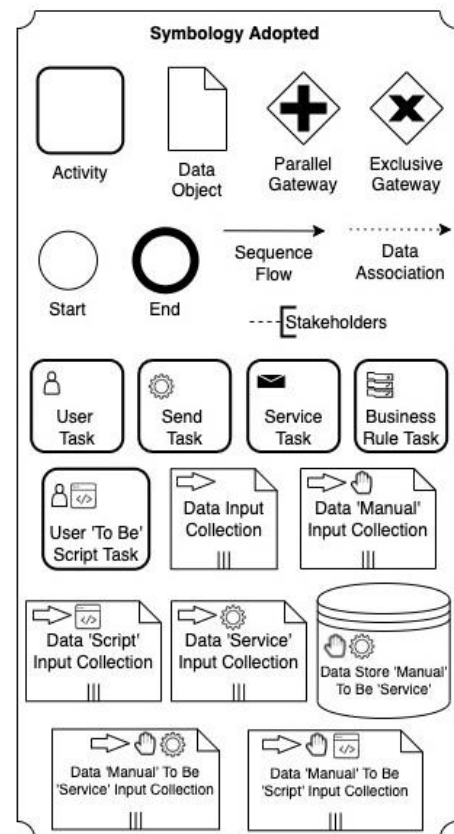 Symbology Adopted
Activity
Data
Object
Parallel
Gateway
Exclusive
Gateway
Start
End
Sequence
Flow
Data
Association
Stakeholders
User
Task
Send
Task
Service
Task
Business
Rule Task
</>
User 'To Be'
Script Task
Data Input
Collection
Data 'Manual'
Input Collection
</>
Data 'Script'
Input Collection
Data 'Service'
Input Collection
Data Store 'Manual'
To Be 'Service'
Data 'Manual' To Be
'Service' Input Collection
</>
Data 'Manual' To Be
'Script' Input Collection